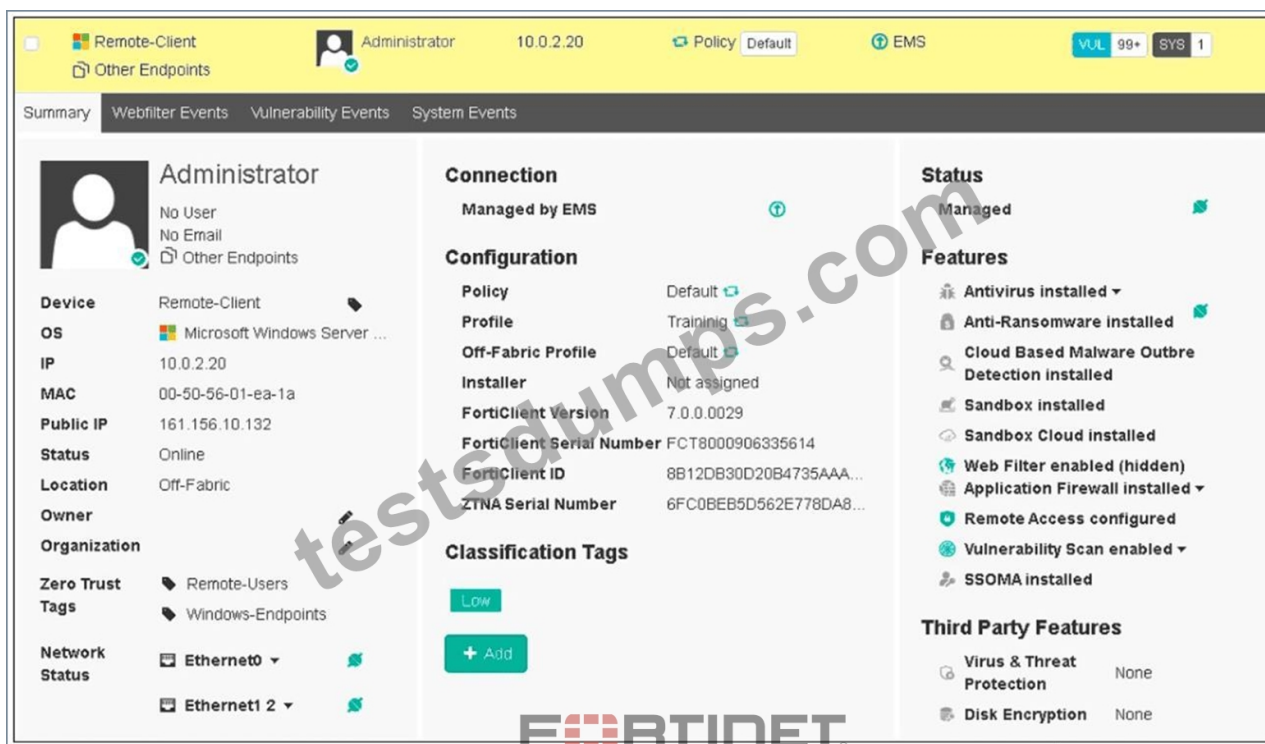 Remote-Client
Administrator
10.0.2.20
Policy Default
EMS
VUL 99+ SYS 1
Other Endpoints
Summary Webfilter Events Vulnerability Events System Events
Administrator
No User
No Email
Other Endpoints
Device Remote-Client
OS Microsoft Windows Server ...
IP 10.0.2.20
MAC 00-50-56-01-ea-1a
Public IP 161.156.10.132
Status Online
Location Off-Fabric
Owner
Organization
Zero Trust Tags
Remote-Users
Windows-Endpoints
Network Status
Ethernet0
Ethernet1 2
Connection
Managed by EMS
Configuration
Policy Default
Profile Traininig
Off-Fabric Profile Default
Installer Not assigned
FortiClient Version 7.0.0.0029
FortiClient Serial Number FCT8000906335614
FortiClient ID 8B12DB30D20B4735AAA...
ZTNA Serial Number 6FC0BEB5D562E778DA8...
Classification Tags
Low
+ Add
Status
Managed
Features
Antivirus installed
Anti-Ransomware installed
Cloud Based Malware Outbre
Detection installed
Sandbox installed
Sandbox Cloud installed
Web Filter enabled (hidden)
Application Firewall installed
Remote Access configured
Vulnerability Scan enabled
SSOMA installed
Third Party Features
Virus & Threat
Protection None
Disk Encryption None
testsdumps.com
FORTINET